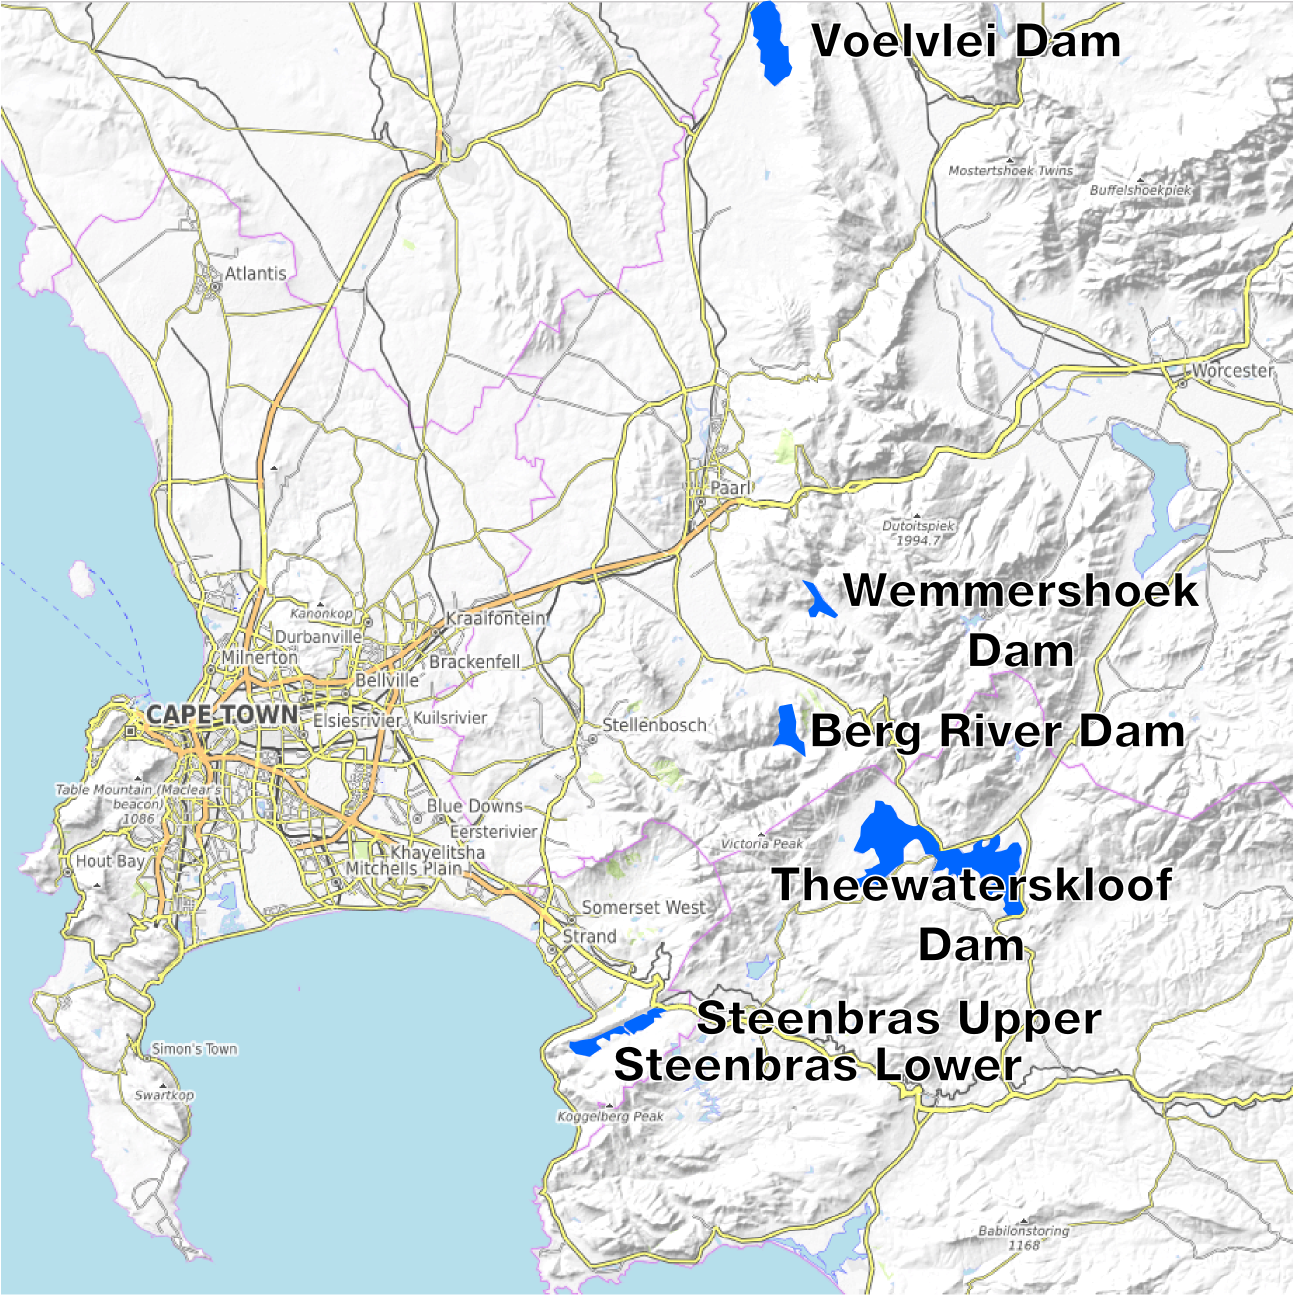 Voelvlei Dam
Mostertshoek Twins
Buffelshoekpiek
Atlantis
Worcester
Paarl
Dutoitspiek
1994.7
Wemmershoek
Dam
Kanonkop
Kraaifontein
Durbanville
Milnerton
Brackenfell
Bellville
CAPE TOWN
Elsiesrivier
Kuilsrivier
Stellenbosch
Berg River Dam
Table Mountain (Maclear's
beacon)
1086
Blue Downs
Eersterivier
Victoria Peak
Khayelitsha
Hout Bay
Mitchells Plain
Theewaterskloof
Dam
Somerset West
Strand
Steenbras Upper
Steenbras Lower
Simon's Town
Swartkop
Koggelberg Peak
Babilonstoring
1168